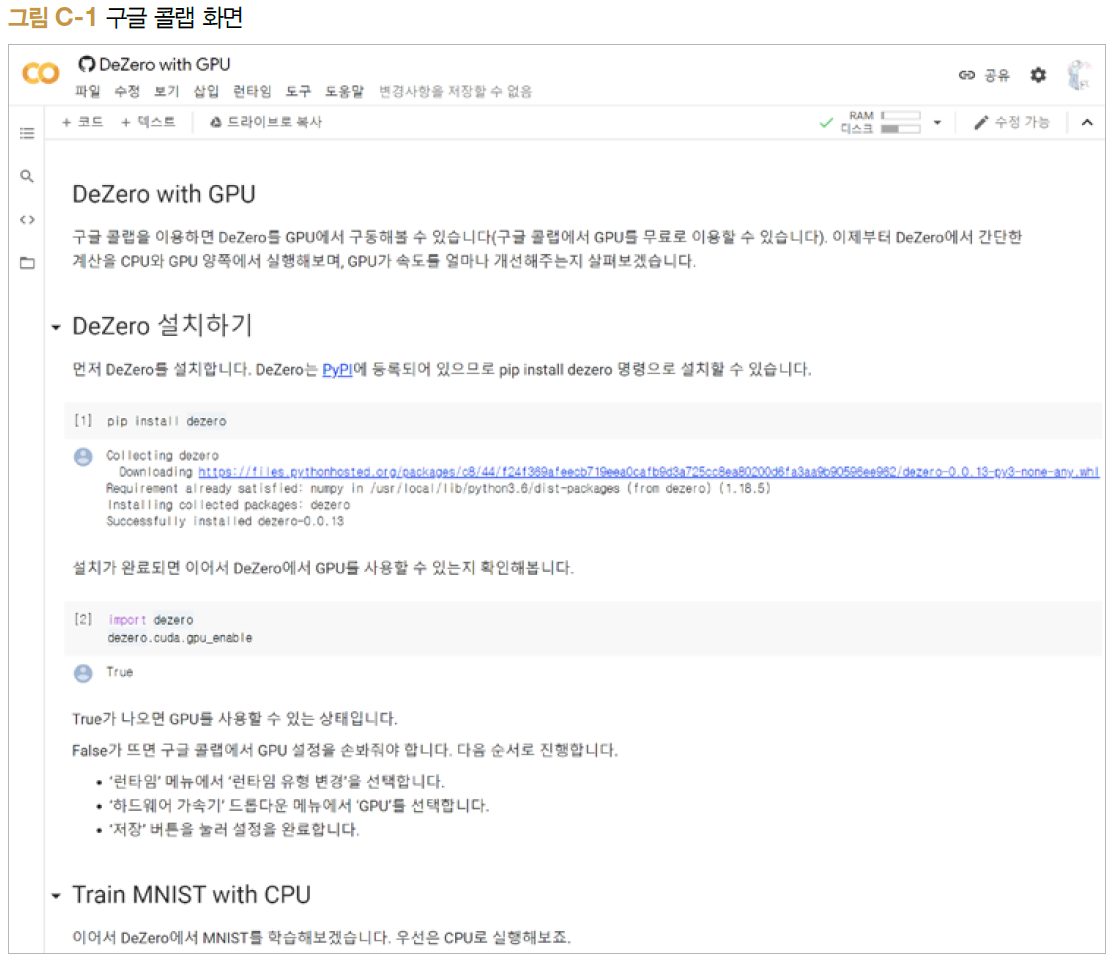 그림 C-1 구글 콜랩 화면
DeZero with GPU
파일 수정 보기 삽입 런타임 도구 도움말 변경사항을 저장할 수 없음
공유
+ 코드 + 텍스트 드라이브로 복사
RAM
디스크
수정 가능
DeZero with GPU
구글 콜랩을 이용하면 DeZero를 GPU에서 구동해볼 수 있습니다(구글 콜랩에서 GPU를 무료로 이용할 수 있습니다). 이제부터 DeZero에서 간단한
계산을 CPU와 GPU 양쪽에서 실행해보며, GPU가 속도를 얼마나 개선해주는지 살펴보겠습니다.
DeZero 설치하기
먼저 DeZero를 설치합니다. DeZero는 PyPI에 등록되어 있으므로 pip install dezero 명령으로 설치할 수 있습니다.
[1] pip install dezero
Collecting dezero
Downloading https://files.pythonhosted.org/packages/c8/44/f24f369afeecb719eea0cafb9d3a725cc8ea80200d6fa3aa9b90596ee962/dezero-0.0.13-py3-none-any.whl
Requirement already satisfied: numpy in /usr/local/lib/python3.6/dist-packages (from dezero) (1.18.5)
Installing collected packages: dezero
Successfully installed dezero-0.0.13
설치가 완료되면 이어서 DeZero에서 GPU를 사용할 수 있는지 확인해봅니다.
[2] import dezero
dezero.cuda.gpu_enable
True
True가 나오면 GPU를 사용할 수 있는 상태입니다.
False가 뜨면 구글 콜랩에서 GPU 설정을 손봐줘야 합니다. 다음 순서로 진행합니다.
• ‘런타임’ 메뉴에서 ‘런타임 유형 변경’을 선택합니다.
• ‘하드웨어 가속기’ 드롭다운 메뉴에서 ‘GPU’를 선택합니다.
• ‘저장’ 버튼을 눌러 설정을 완료합니다.
Train MNIST with CPU
이어서 DeZero에서 MNIST를 학습해보겠습니다. 우선은 CPU로 실행해보죠.